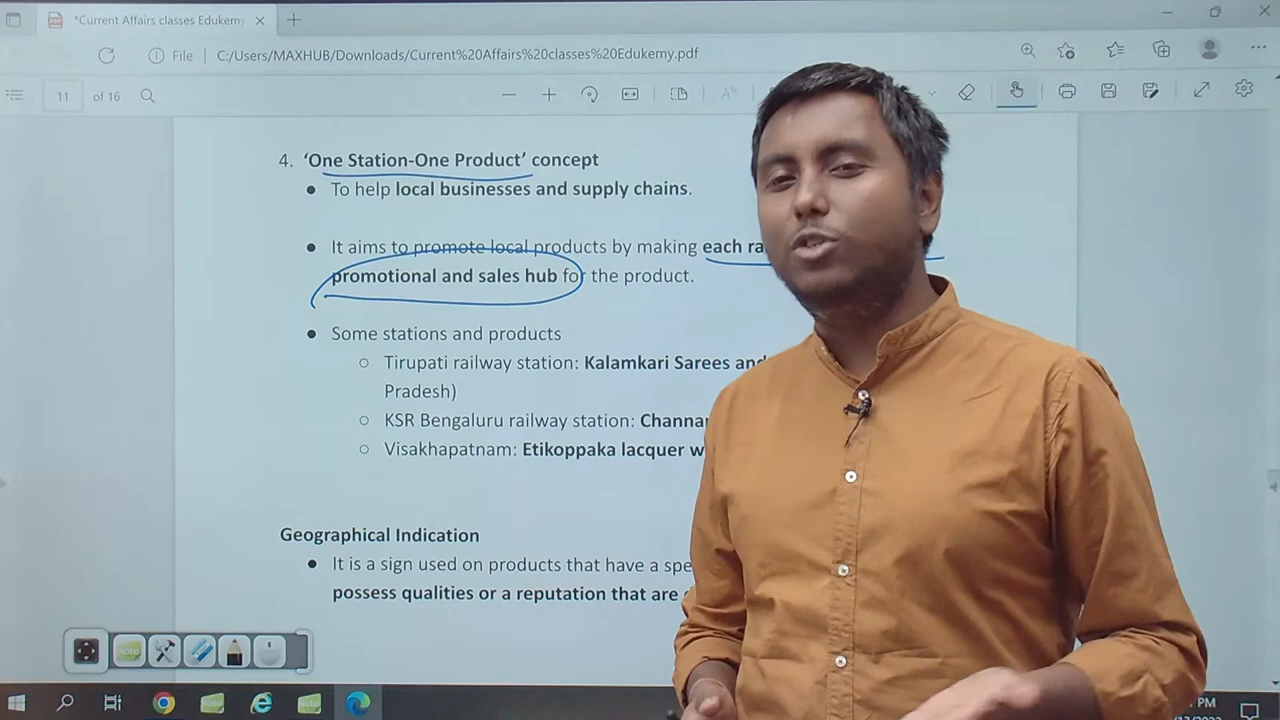 *Current Affairs classes Edukemy
File C:/Users/MAXHUB/Downloads/Current%20Affairs%20classes%20Edukemy.pdf
11 of 16
4. ‘One Station-One Product’ concept
● To help local businesses and supply chains.
● It aims to promote local products by making each
promotional and sales hub for the product.
● Some stations and products
○ Tirupati railway station: Kalamkari Sarees and
Pradesh)
○ KSR Bengaluru railway station:
○ Visakhapatnam: Etikoppaka lacquer
Geographical Indication
● It is a sign used on products that have a
possess qualities or a reputation that are
PM